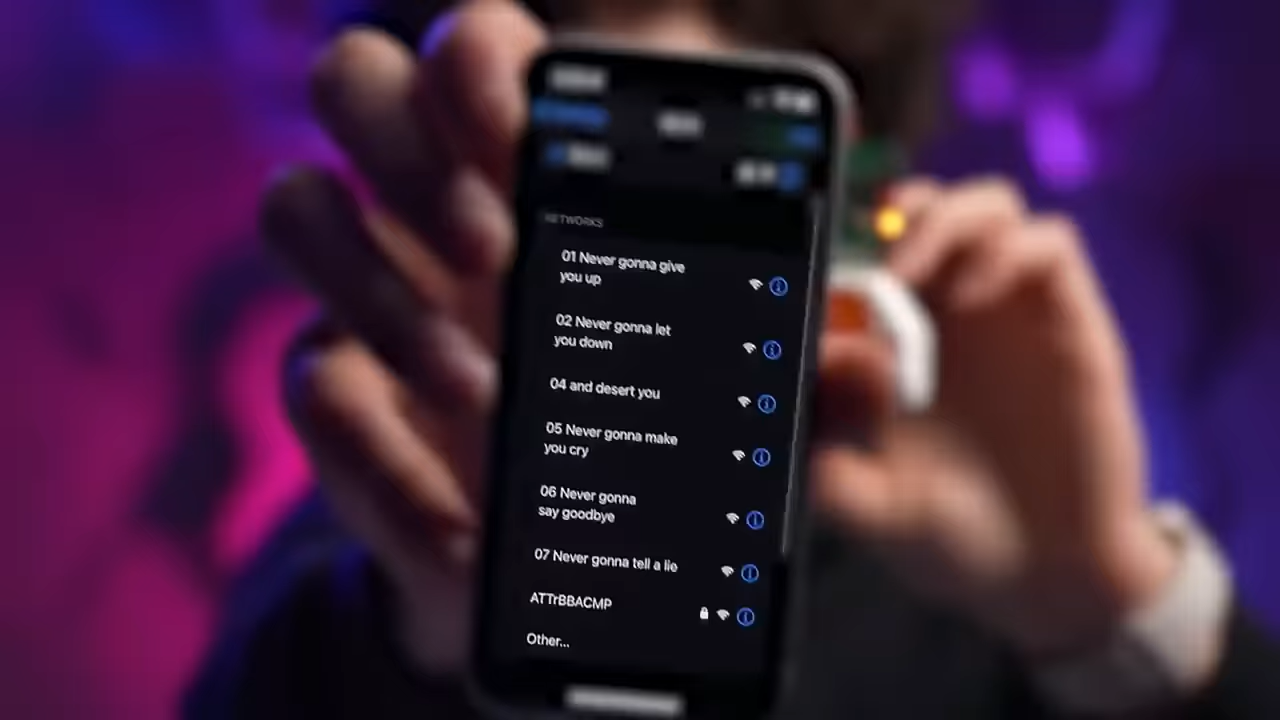 NETWORKS
01 Never gonna give
you up
02 Never gonna let
you down
04 and desert you
05 Never gonna make
you cry
06 Never gonna
say goodbye
07 Never gonna tell a lie
ATTrBBACMP
Other...